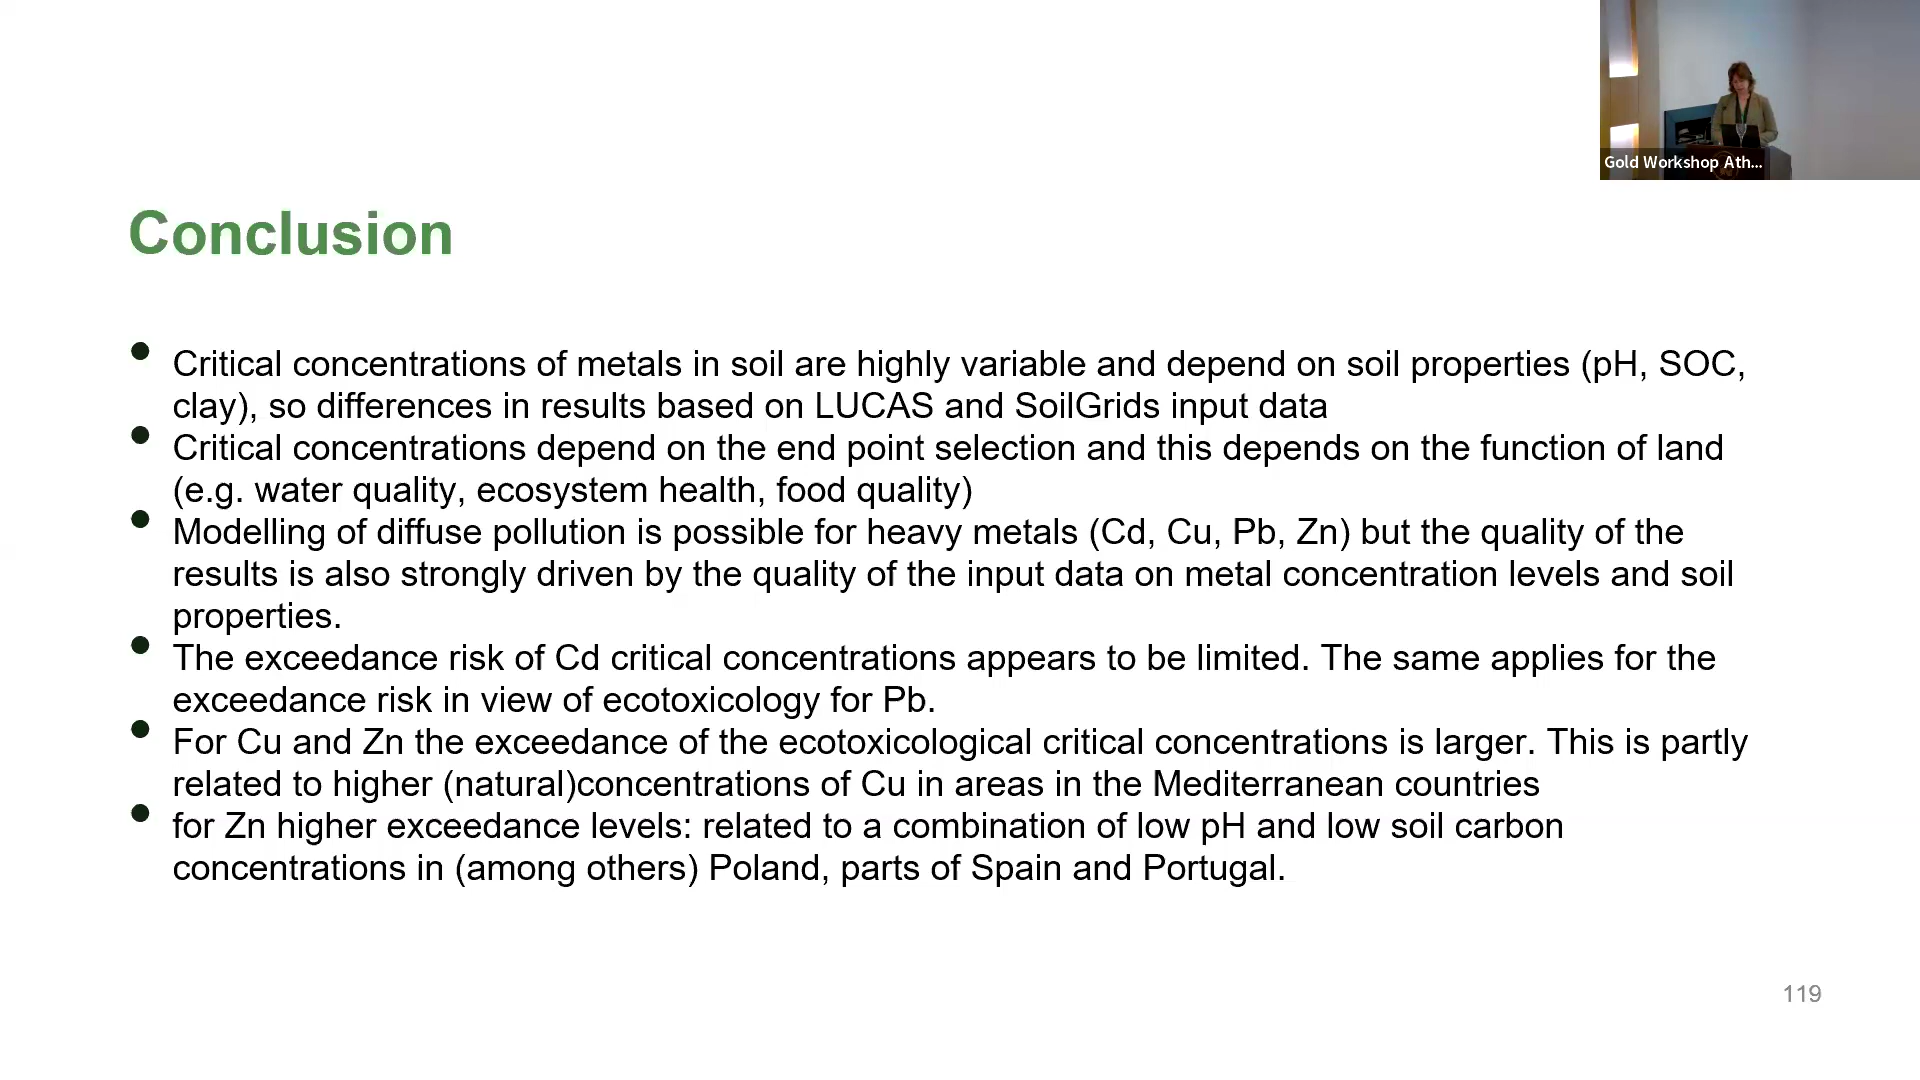 Gold Workshop Ath...
Conclusion
• Critical concentrations of metals in soil are highly variable and depend on soil properties (pH, SOC,
clay), so differences in results based on LUCAS and SoilGrids input data
• Critical concentrations depend on the end point selection and this depends on the function of land
(e.g. water quality, ecosystem health, food quality)
• Modelling of diffuse pollution is possible for heavy metals (Cd, Cu, Pb, Zn) but the quality of the
results is also strongly driven by the quality of the input data on metal concentration levels and soil
properties.
• The exceedance risk of Cd critical concentrations appears to be limited. The same applies for the
exceedance risk in view of ecotoxicology for Pb.
• For Cu and Zn the exceedance of the ecotoxicological critical concentrations is larger. This is partly
related to higher (natural)concentrations of Cu in areas in the Mediterranean countries
• for Zn higher exceedance levels: related to a combination of low pH and low soil carbon
concentrations in (among others) Poland, parts of Spain and Portugal.
119